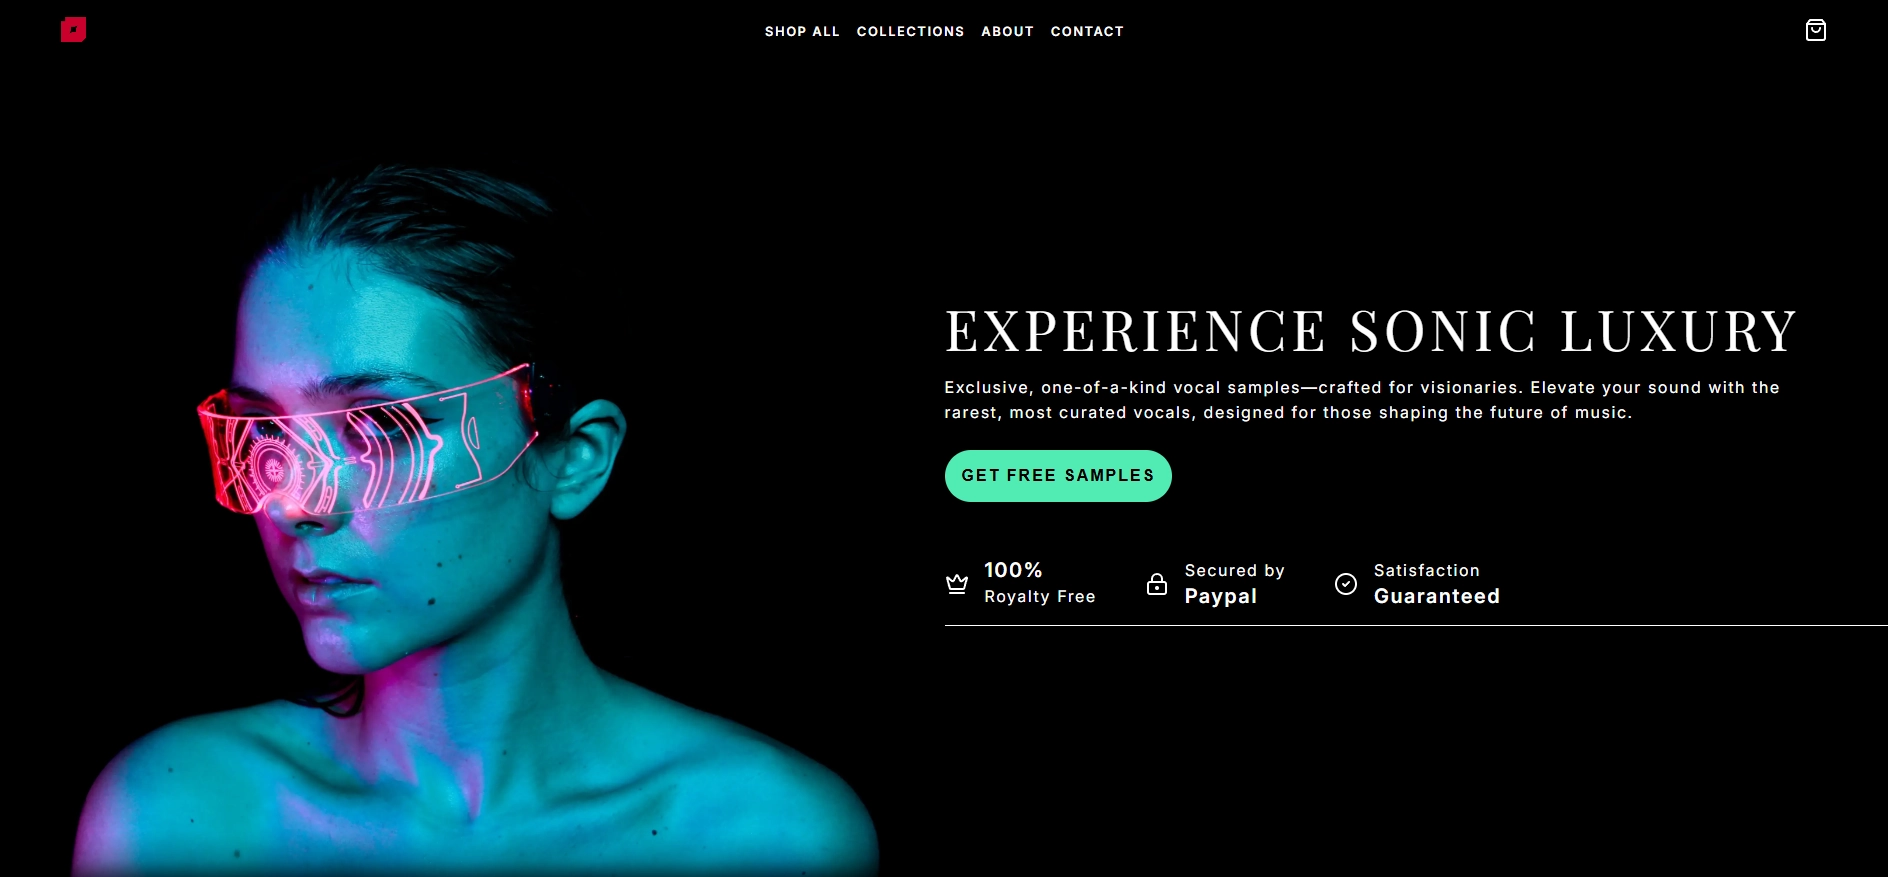 SHOP ALL COLLECTIONS ABOUT CONTACT
EXPERIENCE SONIC LUXURY
Exclusive, one-of-a-kind vocal samples—crafted for visionaries. Elevate your sound with the
rarest, most curated vocals, designed for those shaping the future of music.
GET FREE SAMPLES
100%
Royalty Free
Secured by
Paypal
Satisfaction
Guaranteed